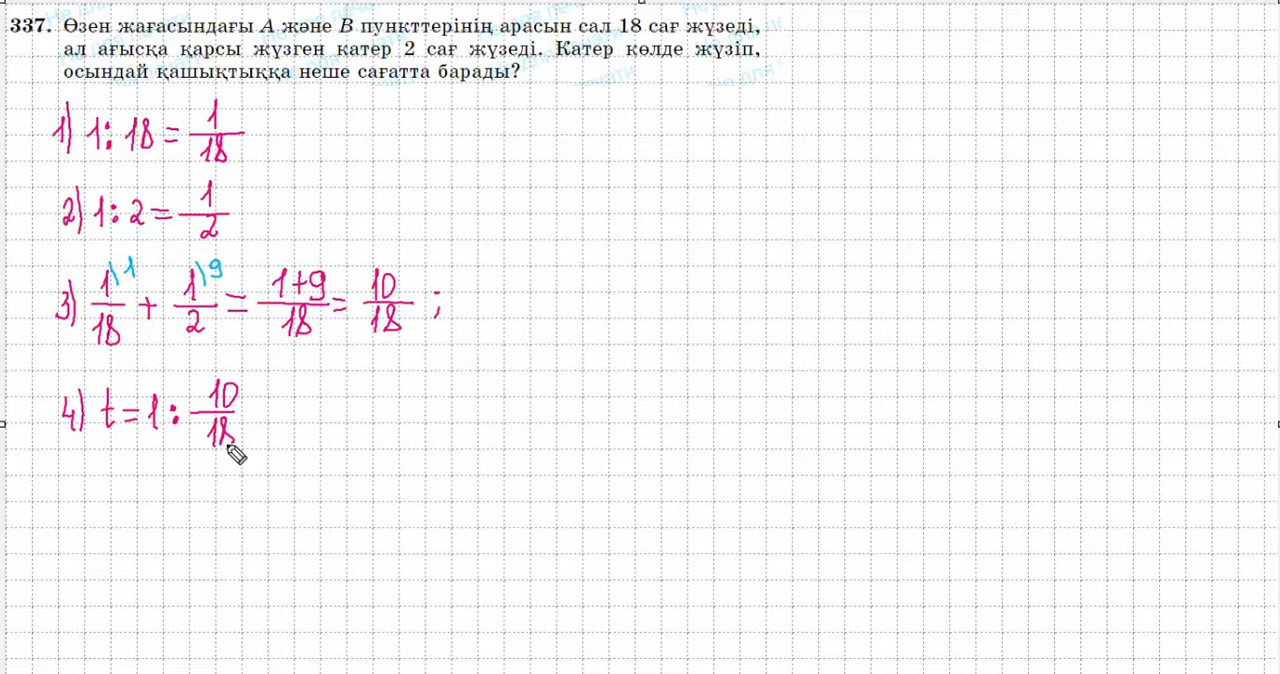 337. Өзен жағасындағы A және B пункттерінің арасын сал 18 сағ жүзеді,
ал ағысқа қарсы жүзген катер 2 сағ жүзеді. Катер көлде жүзіп,
осындай қашықтыққа неше сағатта барады?
1) 1 : 18 = 1/18
2) 1 : 2 = 1/2
3) 1\1/18 + 1\9/2 = 1+9/18 = 10/18 ;
4) t = 1 : 10/18